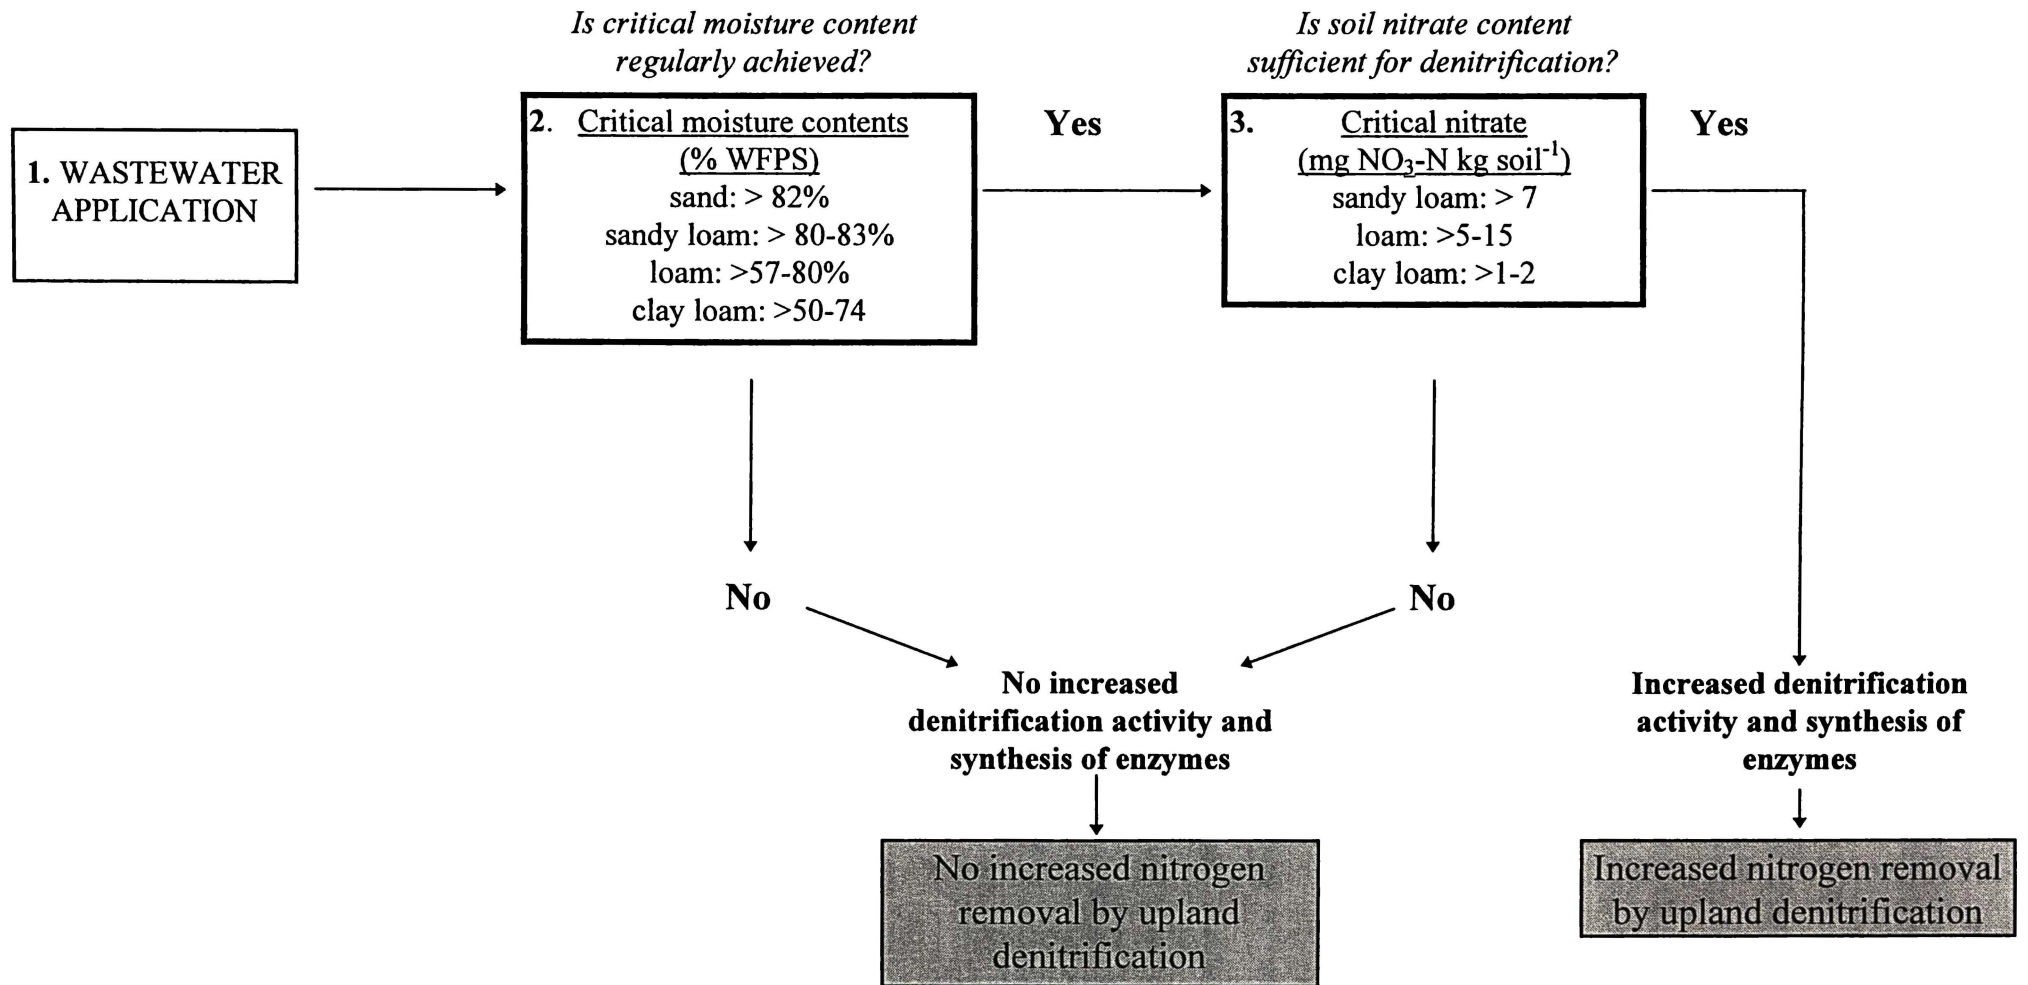 Is critical moisture content
regularly achieved?
Is soil nitrate content
sufficient for denitrification?
1. WASTEWATER
APPLICATION
2. Critical moisture contents
(% WFPS)
sand: > 82%
sandy loam: > 80-83%
loam: >57-80%
clay loam: >50-74
Yes
3. Critical nitrate
(mg NO₃-N kg soil⁻¹)
sandy loam: > 7
loam: >5-15
clay loam: >1-2
Yes
No
No
No increased
denitrification activity and
synthesis of enzymes
Increased denitrification
activity and synthesis of
enzymes
No increased nitrogen
removal by upland
denitrification
Increased nitrogen removal
by upland denitrification